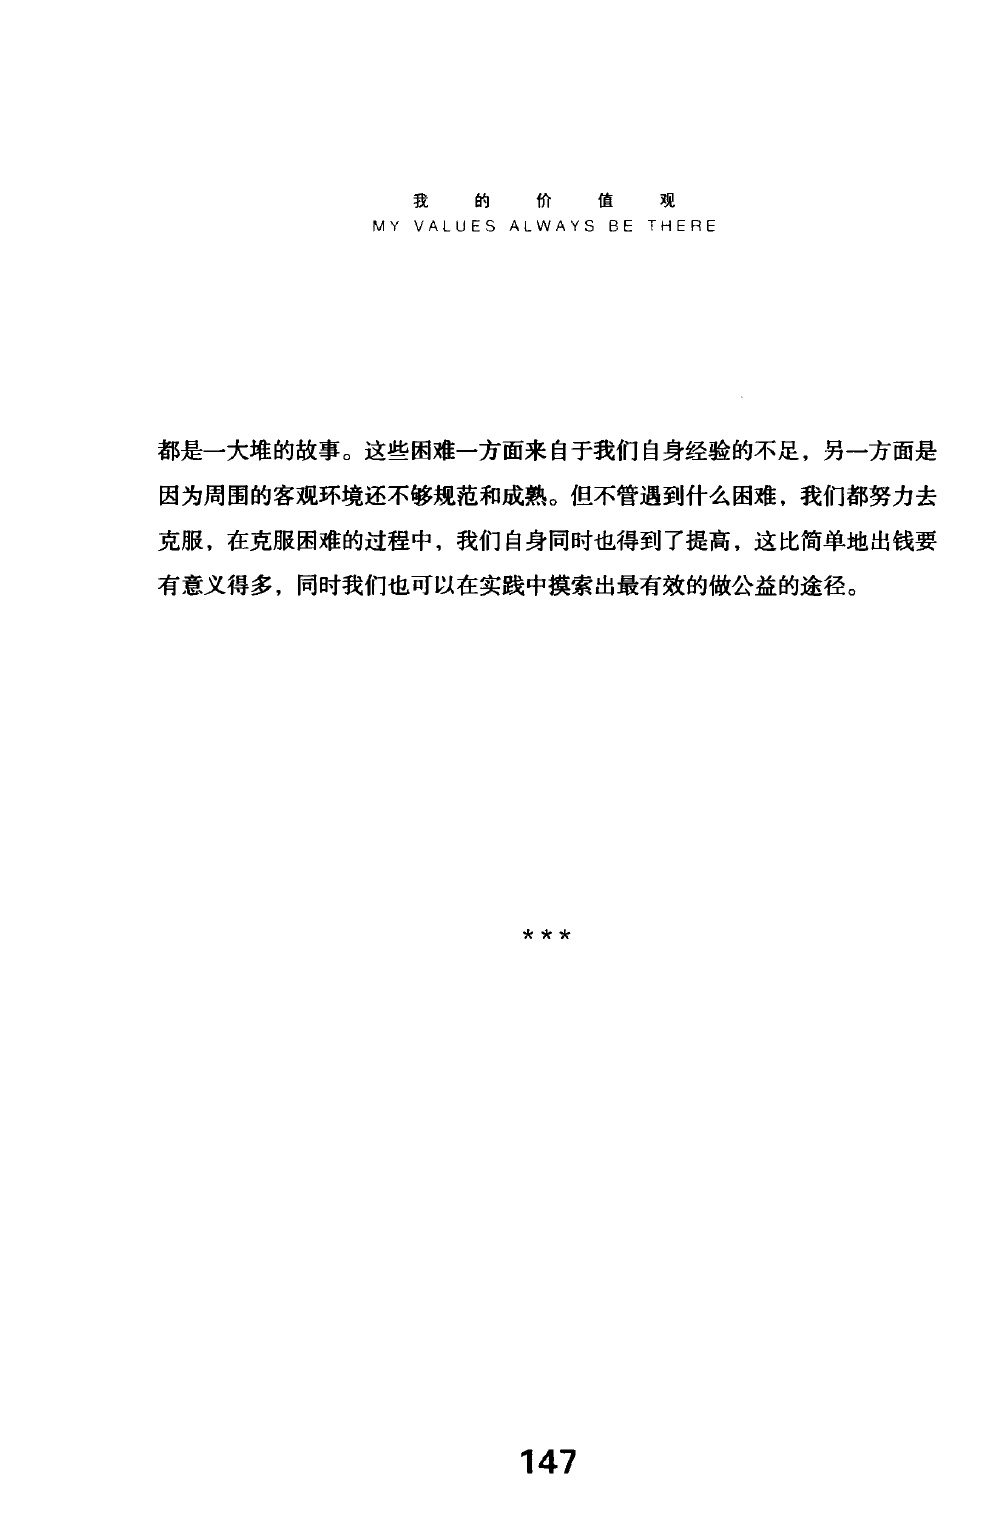 我的价值观
MY VALUES ALWAYS BE THERE
都是一大堆的故事。这些困难一方面来自于我们自身经验的不足，另一方面是
因为周围的客观环境还不够规范和成熟。但不管遇到什么困难，我们都努力去
克服，在克服困难的过程中，我们自身同时也得到了提高，这比简单地出钱要
有意义得多，同时我们也可以在实践中摸索出最有效的做公益的途径。
***
147